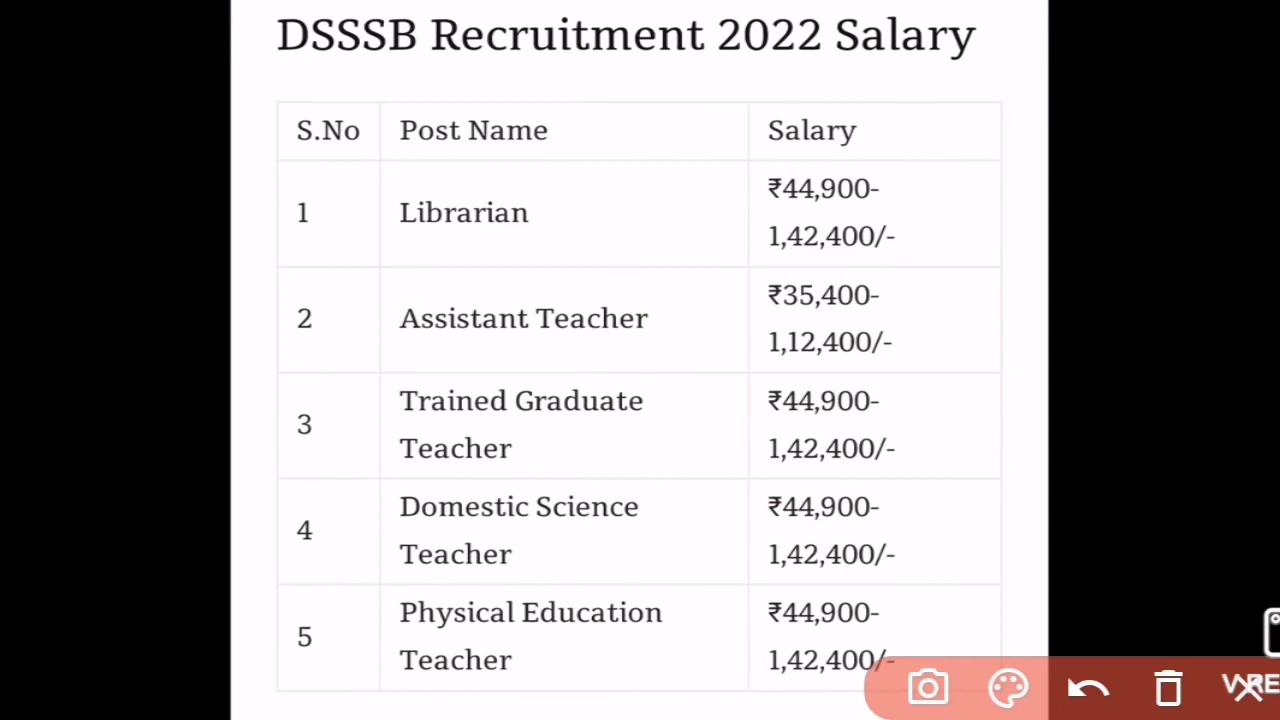 DSSSB Recruitment 2022 Salary
S.No Post Name Salary
1 Librarian ₹44,900-
1,42,400/-
2 Assistant Teacher ₹35,400-
1,12,400/-
3 Trained Graduate Teacher ₹44,900-
1,42,400/-
4 Domestic Science Teacher ₹44,900-
1,42,400/-
5 Physical Education Teacher ₹44,900-
1,42,400/-